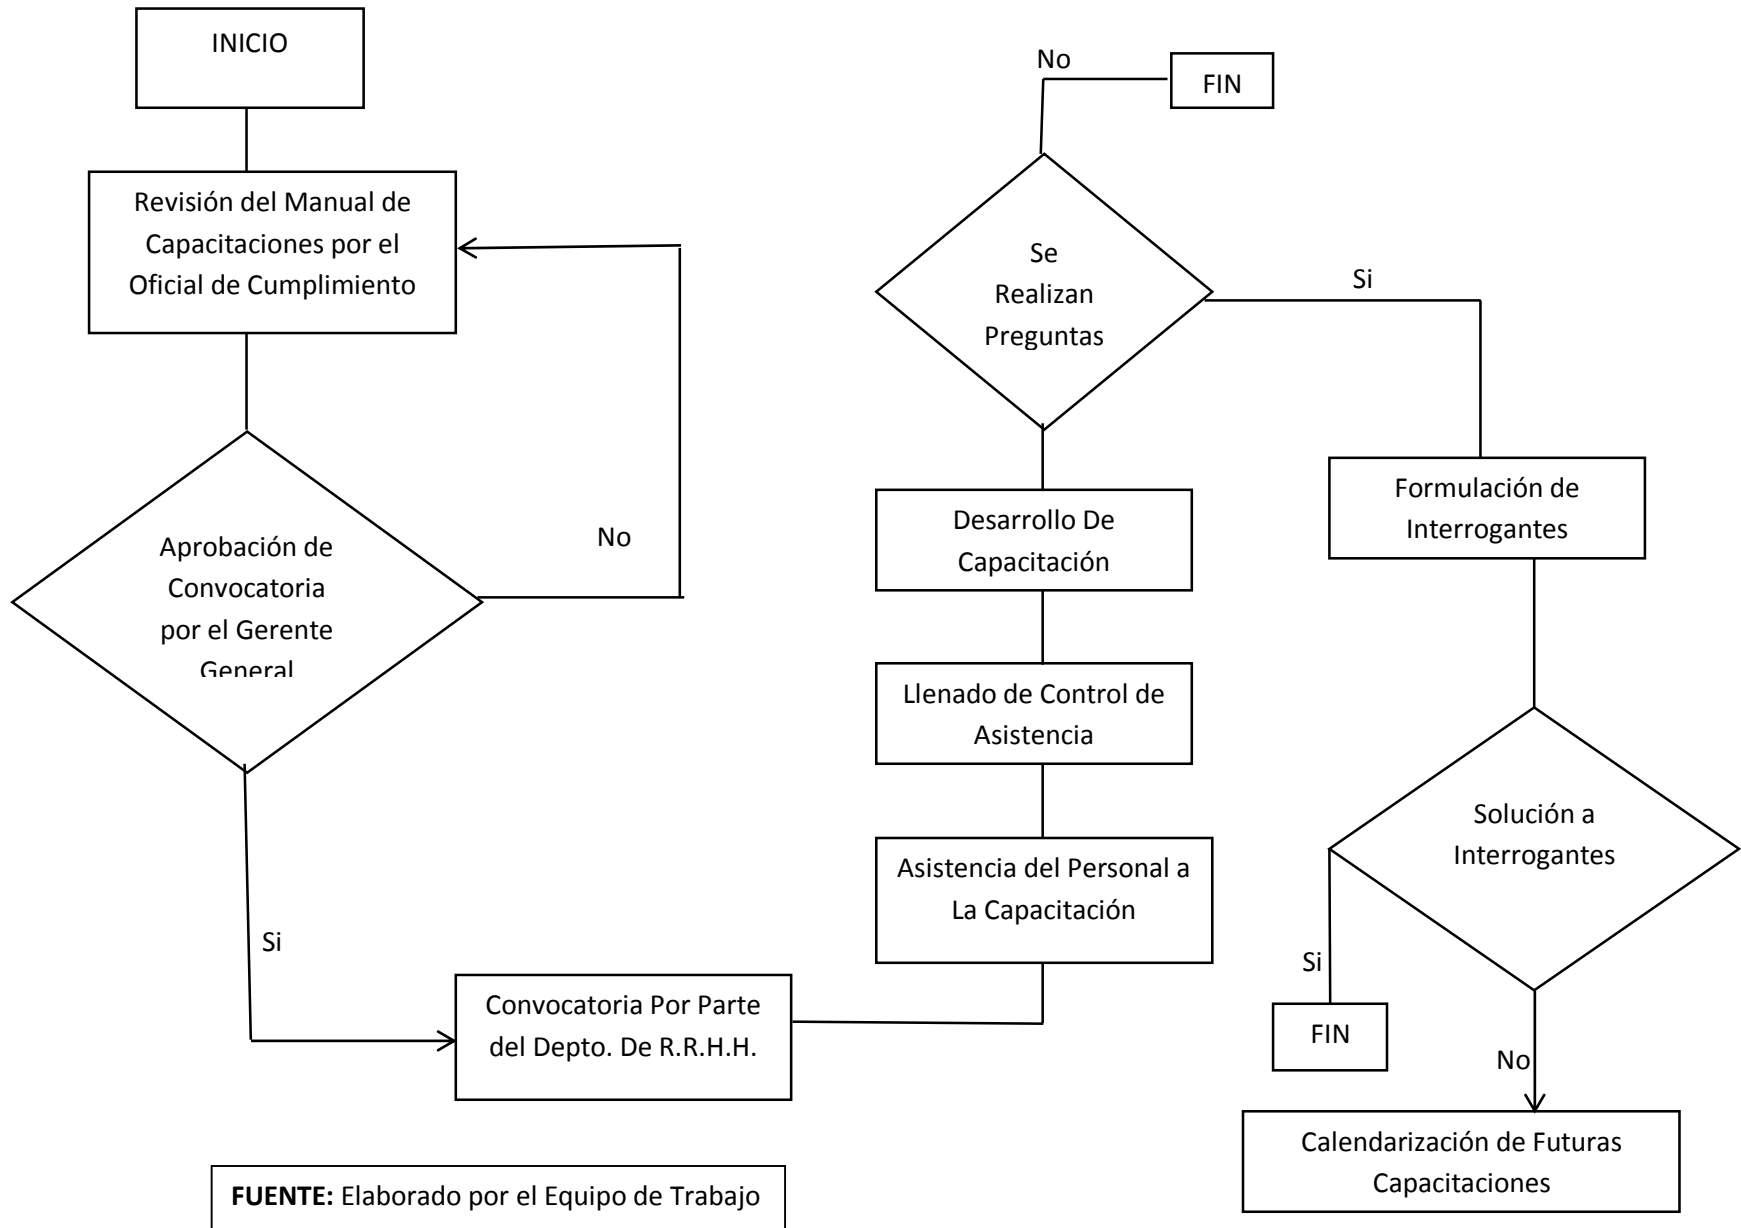 INICIO
Revisión del Manual de
Capacitaciones por el
Oficial de Cumplimiento
Aprobación de
Convocatoria
por el Gerente
General
No
Si
Convocatoria Por Parte
del Depto. De R.R.H.H.
Asistencia del Personal a
La Capacitación
Llenado de Control de
Asistencia
Desarrollo De
Capacitación
Se
Realizan
Preguntas
No
FIN
Si
Formulación de
Interrogantes
Solución a
Interrogantes
Si
FIN
No
Calendarización de Futuras
Capacitaciones
FUENTE: Elaborado por el Equipo de Trabajo